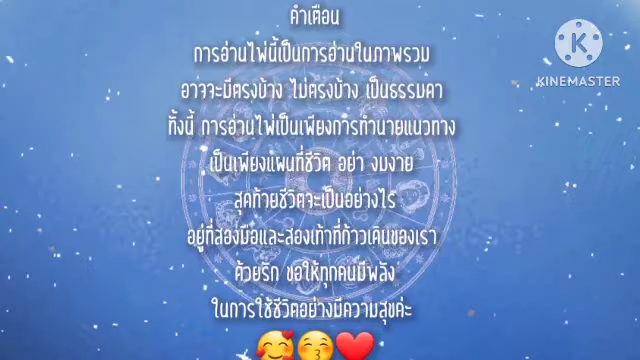 คำเตือน
การอ่านไพ่นี้เป็นการอ่านในภาพรวม
อาจจะมีตรงบ้าง ไม่ตรงบ้าง เป็นธรรมดา
ทั้งนี้ การอ่านไพ่เป็นเพียงการทำนายแนวทาง
เป็นเพียงแผนที่ชีวิต อย่า งมงาย
สุดท้ายชีวิตจะเป็นอย่างไร
อยู่ที่สองมือและสองเท้าที่ก้าวเดินของเรา
ด้วยรัก ขอให้ทุกคนมีพลัง
ในการใช้ชีวิตอย่างมีความสุขค่ะ
K
KINEMASTER